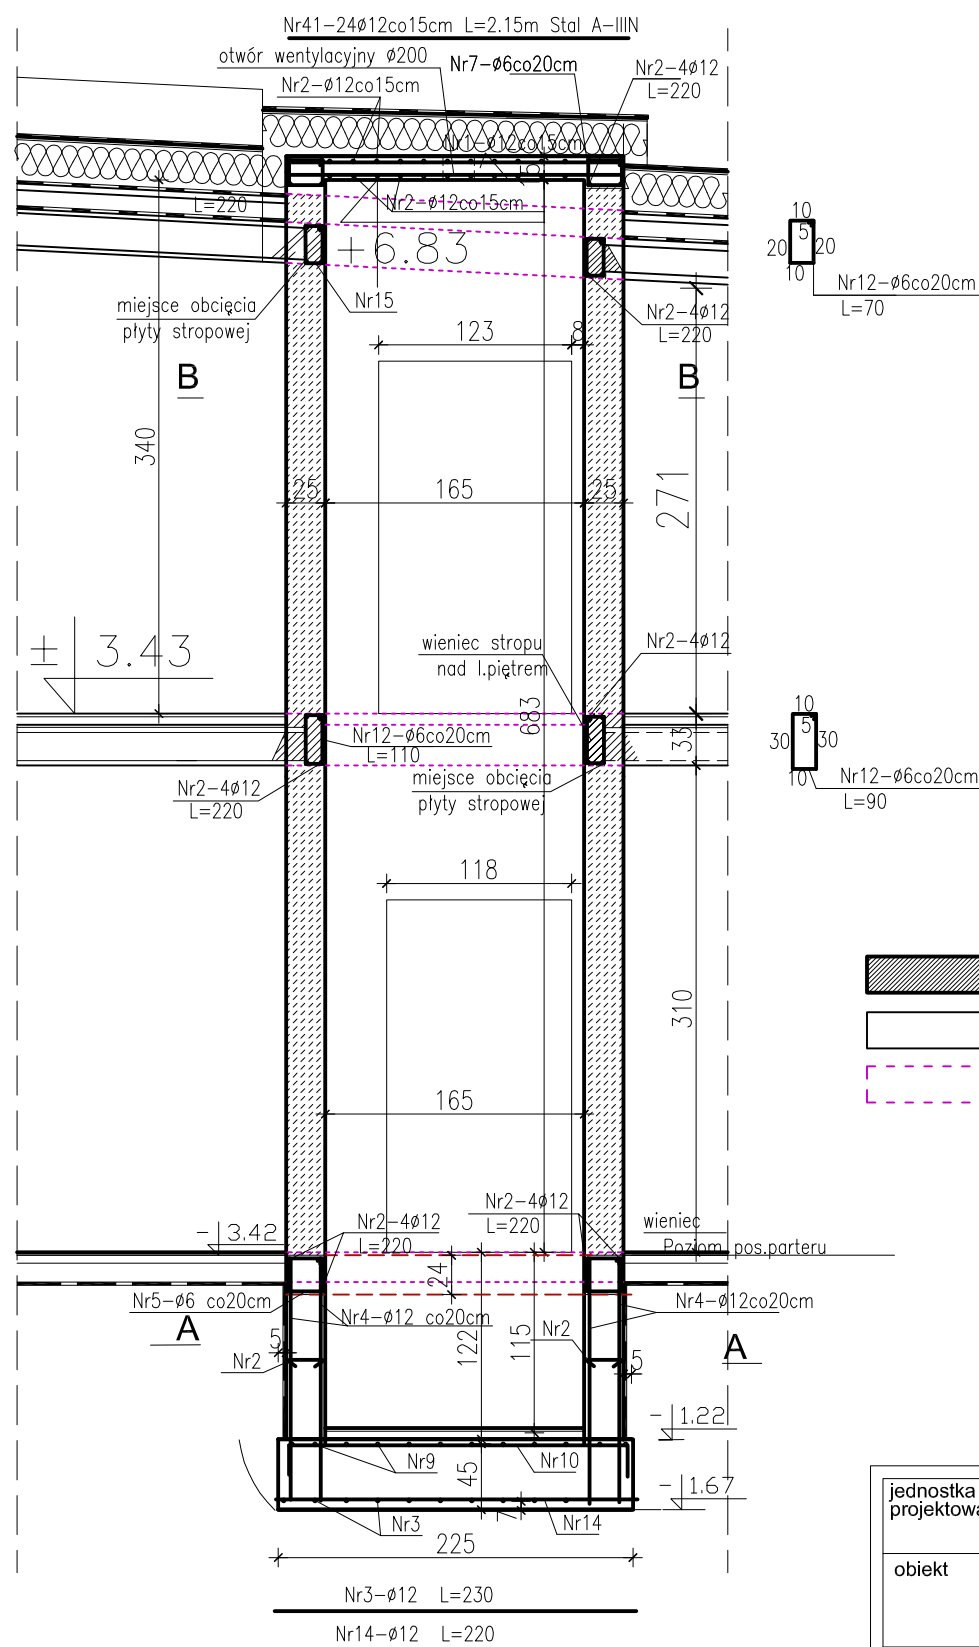 Nr41-24ø12co15cm L=2.15m Stal A-IIIN
otwór wentylacyjny Ø200
Nr7-ø6co20cm
Nr2-4ø12
L=220
Nr2-ø12co15cm
Nr1-ø12co15cm
15
L=220
Nr2-ø12co15cm
+6.83
10
5
20
20
10
Nr12-ø6co20cm
L=70
miejsce obcięcia
płyty stropowej
Nr15
Nr2-4ø12
L=220
123
8
B
B
340
25
165
25
271
± 3.43
wieniec stropu
nad I.piętrem
Nr2-4ø12
683
10
5
30
30
10
Nr12-ø6co20cm
L=90
Nr12-ø6co20cm
L=110
33
Nr2-4ø12
L=220
miejsce obcięcia
płyty stropowej
118
310
165
Nr2-4ø12
L=220
Nr2-4ø12
L=220
- 3.42
wieniec
Poziom pos.parteru
24
Nr5-ø6 co20cm
Nr4-ø12 co20cm
Nr4-ø12co20cm
A
A
5
Nr2
122
115
Nr2
5
- 1.22
Nr9
45
Nr10
- 1.67
Nr3
7
Nr14
225
Nr3-ø12 L=230
Nr14-ø12 L=220
jednostka
projektowa
obiekt